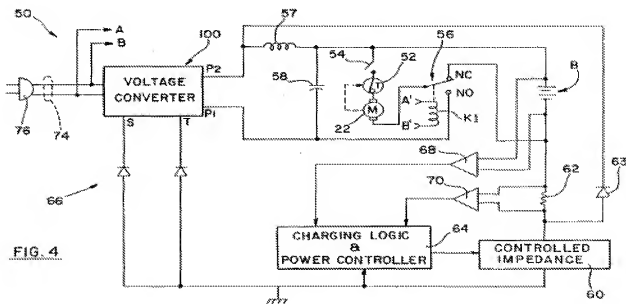 50
A
B
100
57
P2
VOLTAGE
CONVERTER
58
54
52
56
B
76
74
P1
S
T
M
22
A'
B'
NC
NO
K1
68
62
63
70
66
CHARGING LOGIC
&
POWER CONTROLLER
64
CONTROLLED
IMPEDANCE
60
FIG. 4